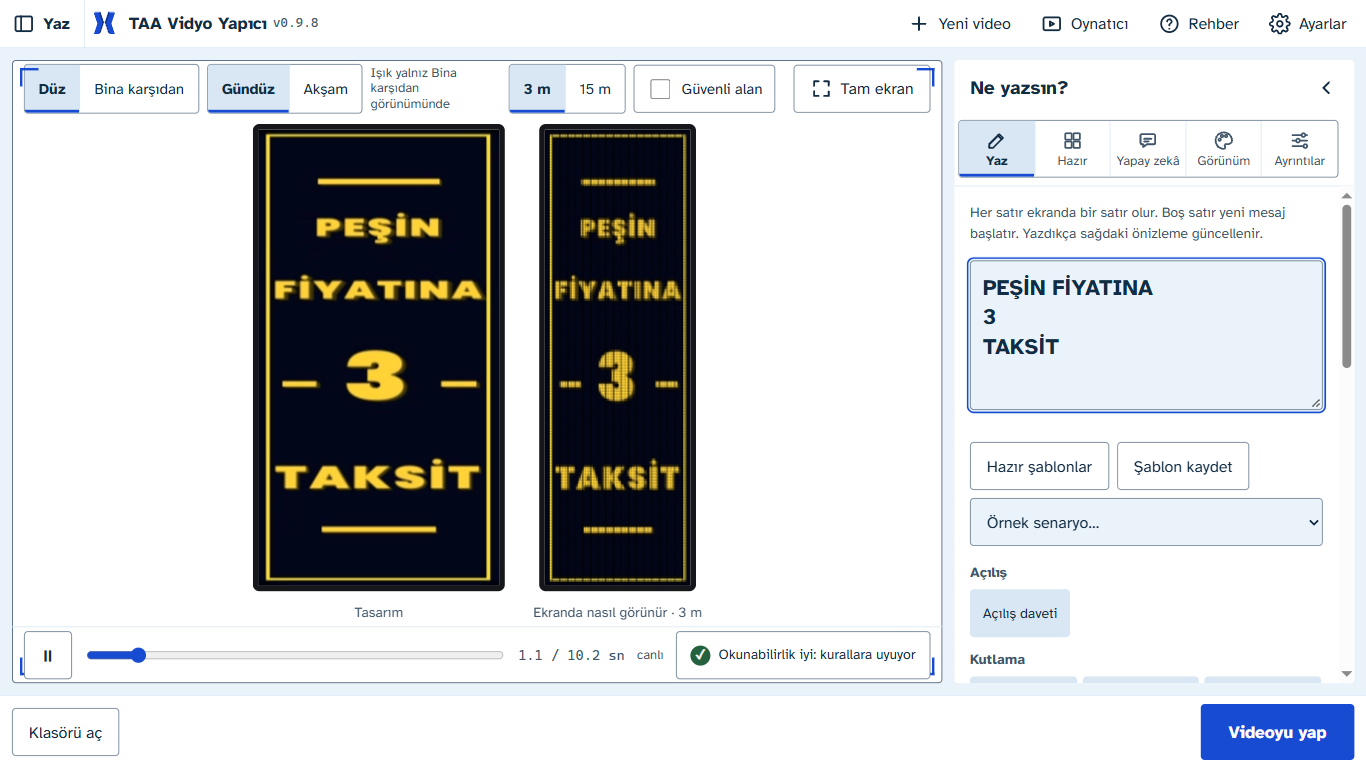 Yaz
TAA Vidyo Yapıcı v0.9.8
Yeni video
Oynatıcı
Rehber
Ayarlar
Düz
Bina karşıdan
Gündüz
Akşam
Işık yalnız Bina
karşıdan
görünümünde
3 m
15 m
Güvenli alan
Tam ekran
PEŞİN
FİYATINA
3
TAKSİT
Tasarım
PEŞİN
FİYATINA
3
TAKSİT
Ekranda nasıl görünür · 3 m
1.1 / 10.2 sn canlı
Okunabilirlik iyi: kurallara uyuyor
Ne yazsın?
Yaz
Hazır
Yapay zekâ
Görünüm
Ayrıntılar
Her satır ekranda bir satır olur. Boş satır yeni mesaj
başlatır. Yazdıkça sağdaki önizleme güncellenir.
PEŞİN FİYATINA
3
TAKSİT
Hazır şablonlar
Şablon kaydet
Örnek senaryo...
Açılış
Açılış daveti
Kutlama
Klasörü aç
Videoyu yap